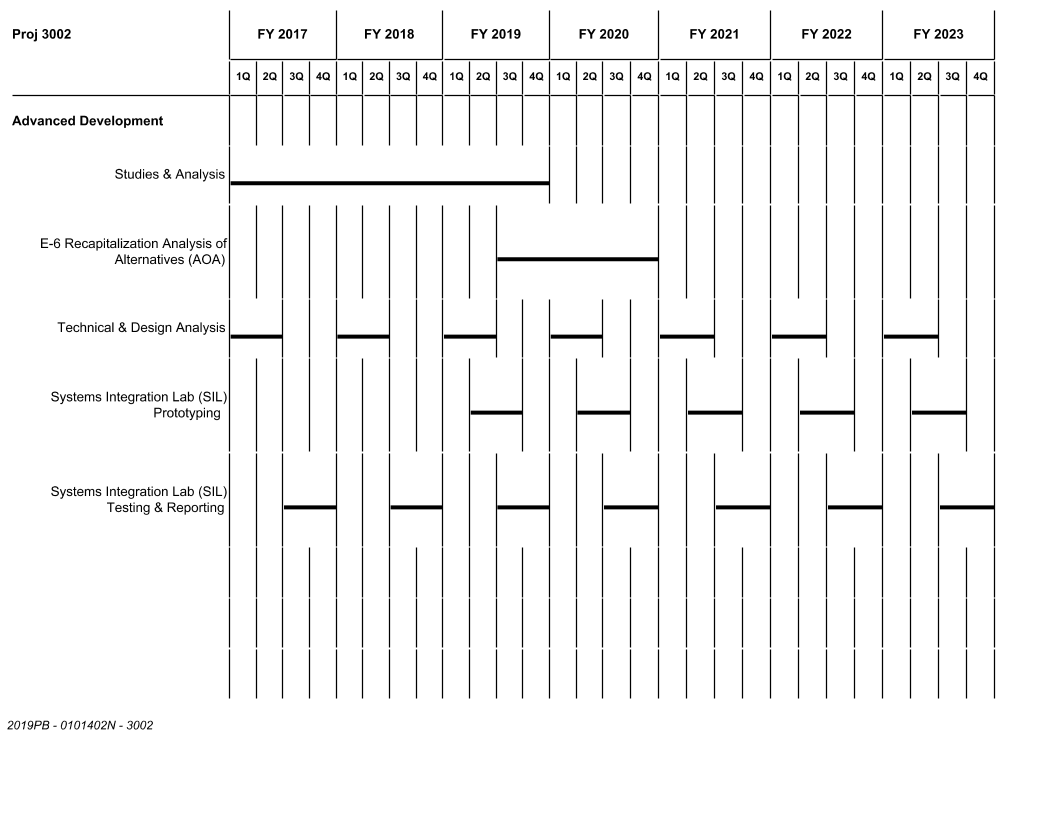 Proj 3002 FY 2017 FY 2018 FY 2019 FY 2020 FY 2021 FY 2022 FY 2023
1Q 2Q 3Q 4Q 1Q 2Q 3Q 4Q 1Q 2Q 3Q 4Q 1Q 2Q 3Q 4Q 1Q 2Q 3Q 4Q 1Q 2Q 3Q 4Q 1Q 2Q 3Q 4Q
Advanced Development
Studies & Analysis
E-6 Recapitalization Analysis of
Alternatives (AOA)
Technical & Design Analysis
Systems Integration Lab (SIL)
Prototyping
Systems Integration Lab (SIL)
Testing & Reporting
2019PB - 0101402N - 3002